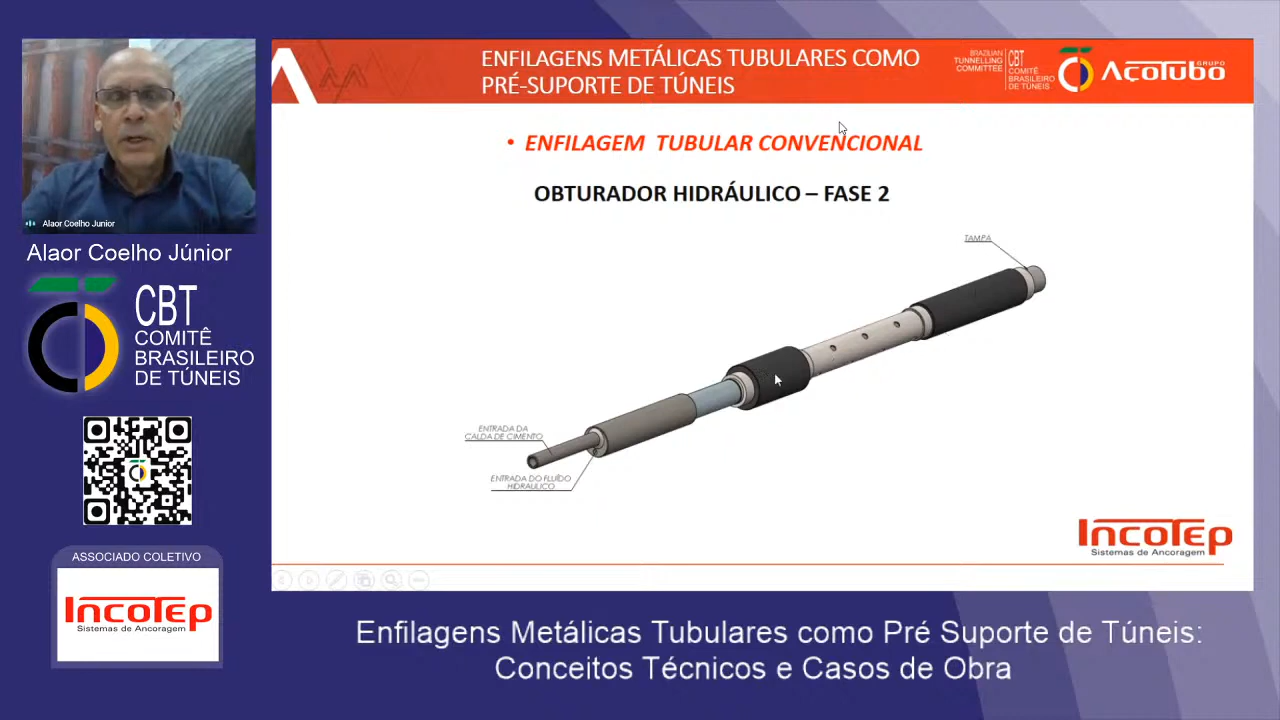 ENFILAGENS METÁLICAS TUBULARES COMO
PRÉ-SUPORTE DE TÚNEIS
BRAZILIAN
TUNNELLING
COMMITTEE
CBT
COMITÊ
BRASILEIRO
DE TÚNEIS
GRUPO
AÇOTUBO
• ENFILAGEM TUBULAR CONVENCIONAL
OBTURADOR HIDRÁULICO – FASE 2
TAMPA
ENTRADA DA
CALDA DE CIMENTO
ENTRADA DO FLUÍDO
HIDRAULICO
INCOTEP
Sistemas de Ancoragem
Alaor Coelho Junior
Alaor Coelho Júnior
CBT
COMITÊ
BRASILEIRO
DE TÚNEIS
ASSOCIADO COLETIVO
INCOTEP
Sistemas de Ancoragem
Enfilagens Metálicas Tubulares como Pré Suporte de Túneis:
Conceitos Técnicos e Casos de Obra